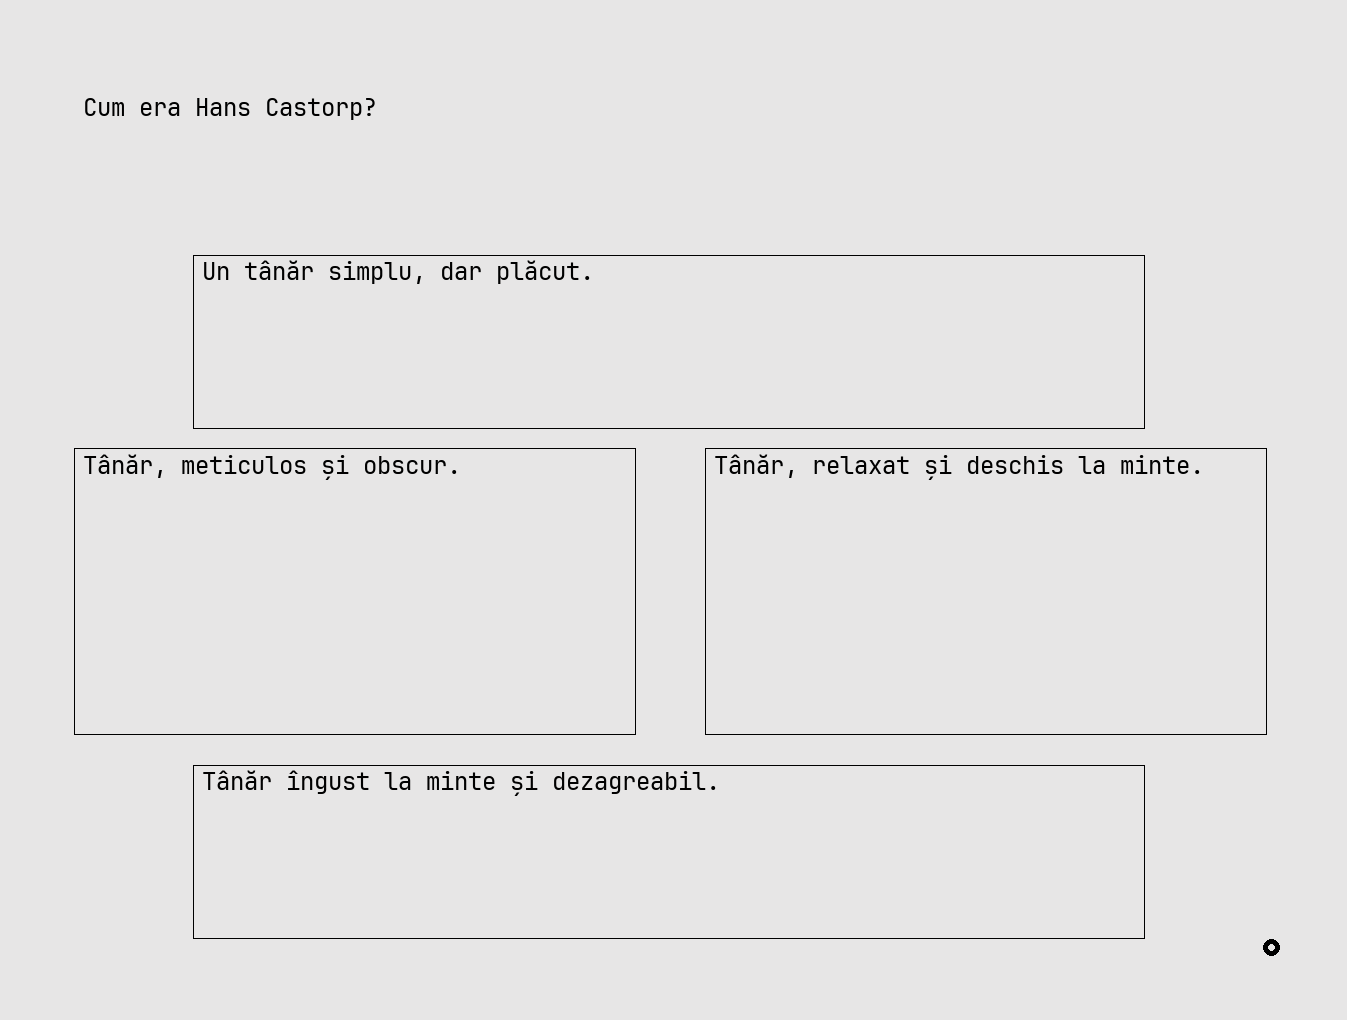 Cum era Hans Castorp?
Un tânăr simplu, dar plăcut.
Tânăr, meticulos și obscur.
Tânăr, relaxat și deschis la minte.
Tânăr îngust la minte și dezagreabil.